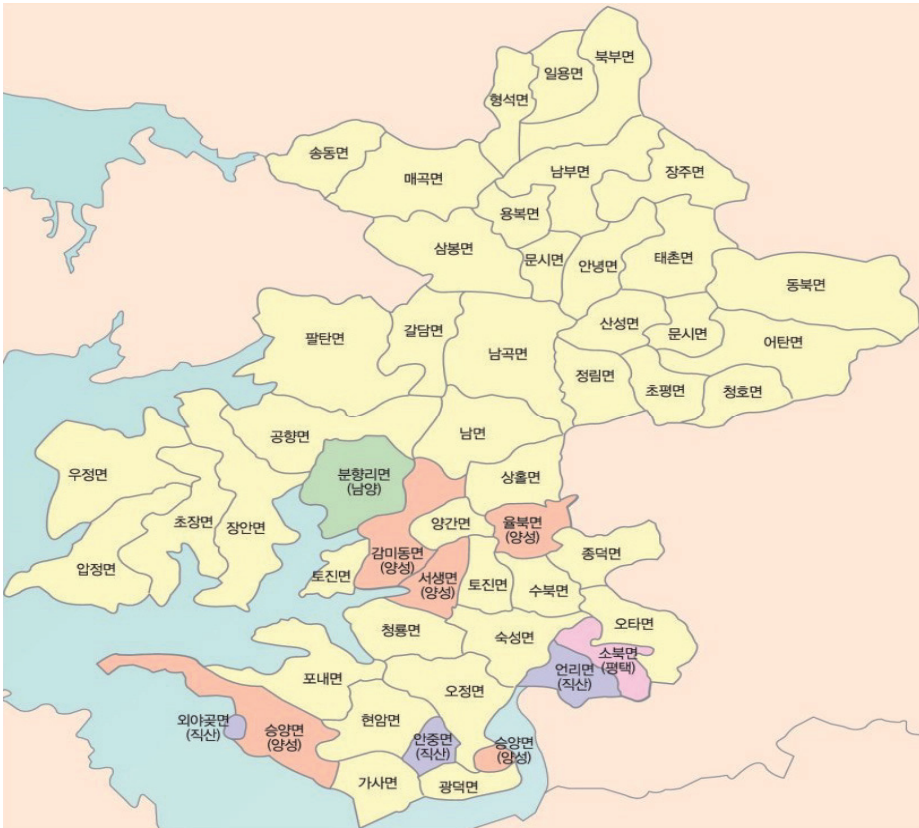 북부면
일용면
형석면
송동면
매곡면
남부면
장주면
용복면
삼봉면
문시면
안녕면
태촌면
동북면
팔탄면
갈담면
남곡면
산성면
문시면
어탄면
정림면
초평면
청호면
공향면
남면
우정면
분향리면
(남양)
상홀면
초장면
장안면
양간면
율북면
(양성)
압정면
감미동면
(양성)
종덕면
토진면
서생면
(양성)
토진면
수북면
청룡면
숙성면
오타면
소북면
(평택)
언리면
(직산)
포내면
오정면
외야곶면
(직산)
승양면
(양성)
현암면
안중면
(직산)
승양면
(양성)
가사면
광덕면